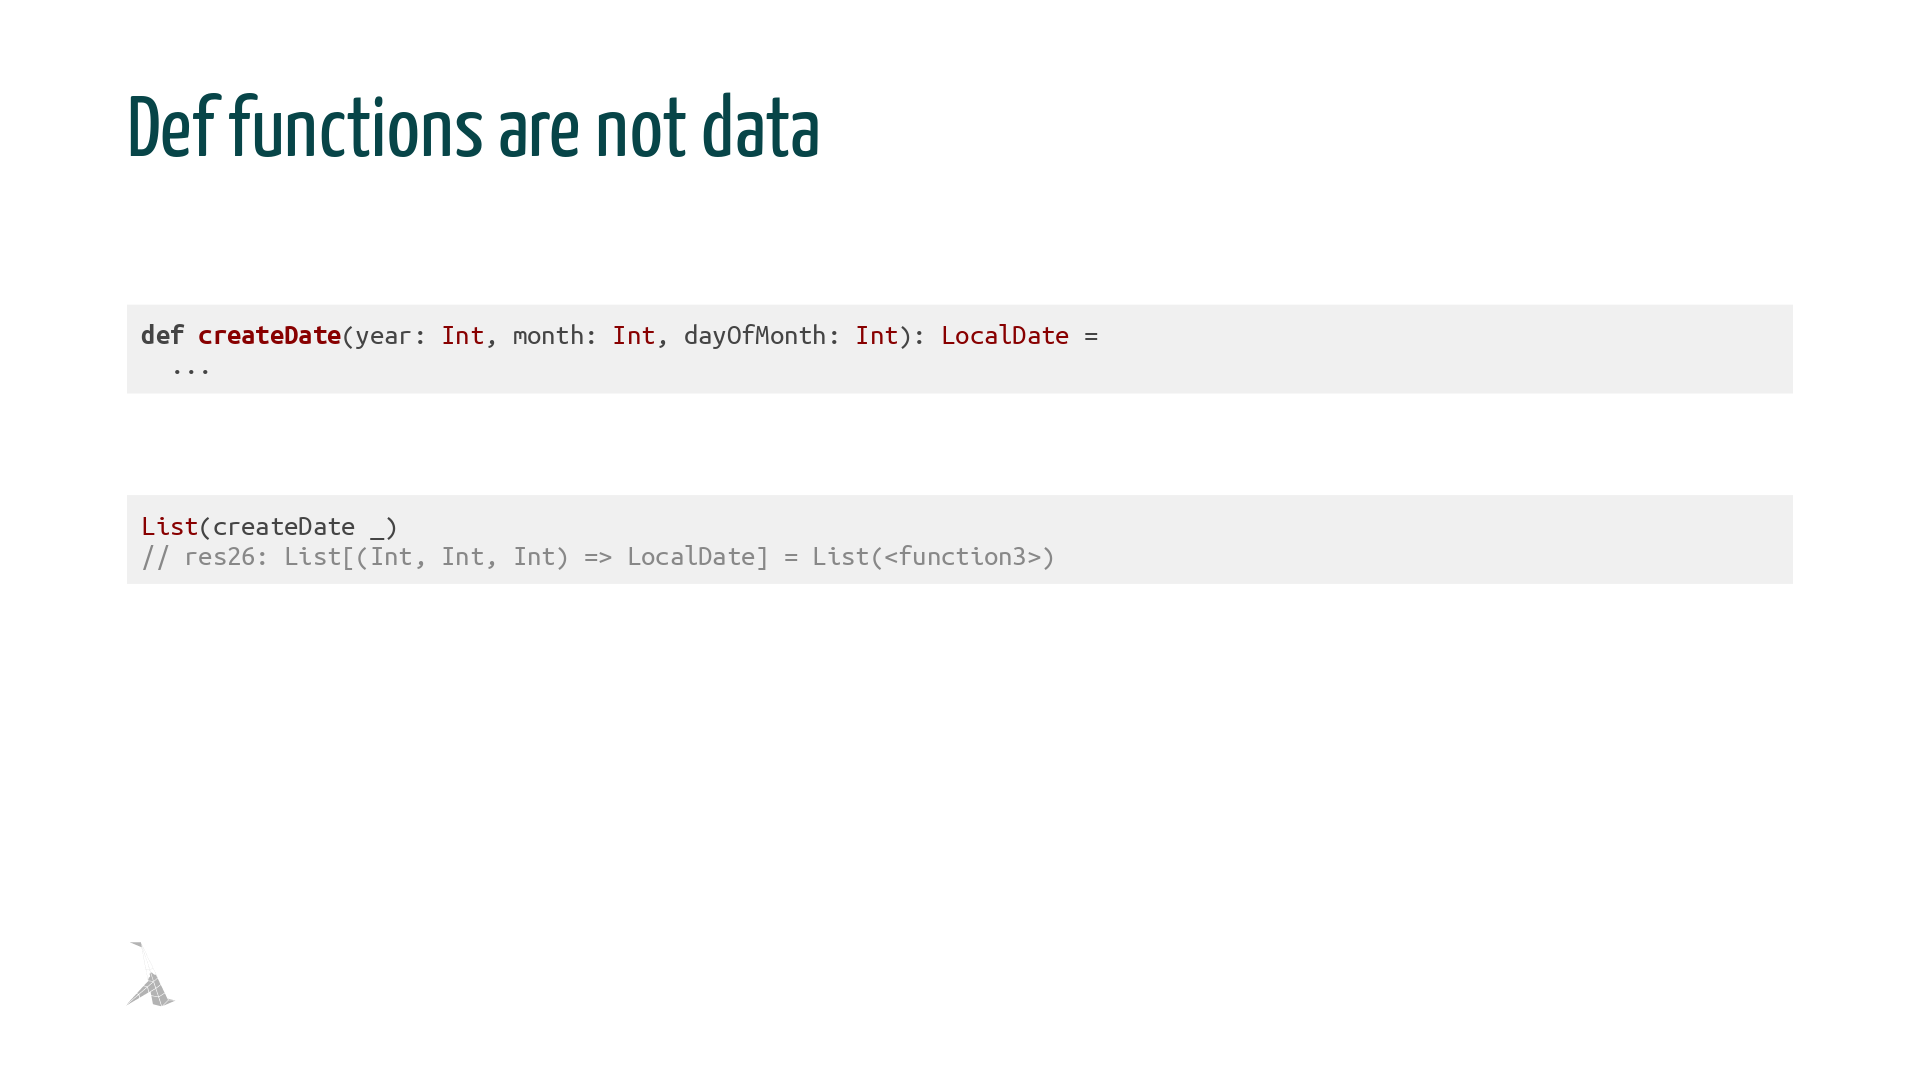 Def functions are not data
def createDate(year: Int, month: Int, dayOfMonth: Int): LocalDate =
  ...
List(createDate _)
// res26: List[(Int, Int, Int) => LocalDate] = List(<function3>)